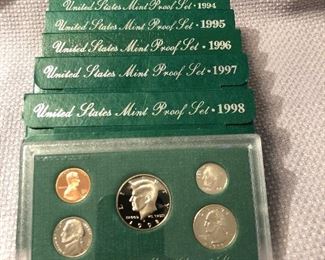 United States Mint Proof Set • 1994
United States Mint Proof Set • 1995
United States Mint Proof Set • 1996
United States Mint Proof Set • 1997
United States Mint Proof Set • 1998
1998